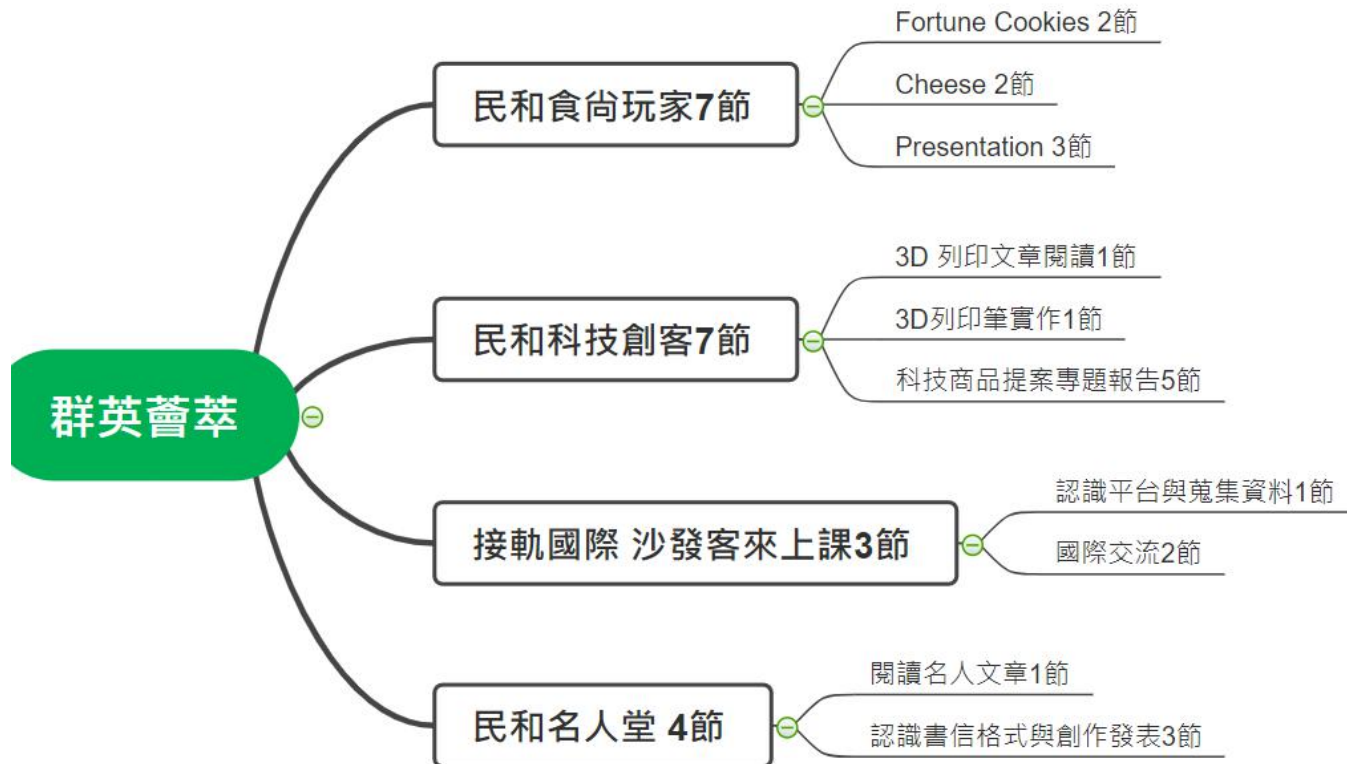 群英薈萃
民和食尚玩家7節
Fortune Cookies 2節
Cheese 2節
Presentation 3節
民和科技創客7節
3D 列印文章閱讀1節
3D列印筆實作1節
科技商品提案專題報告5節
接軌國際 沙發客來上課3節
認識平台與蒐集資料1節
國際交流2節
民和名人堂 4節
閱讀名人文章1節
認識書信格式與創作發表3節